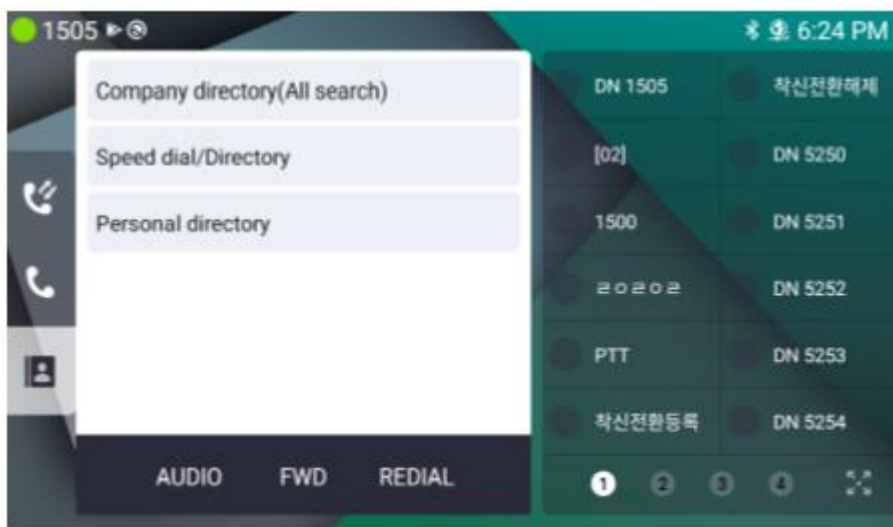 1505
6:24 PM
Company directory(All search)
Speed dial/Directory
Personal directory
AUDIO FWD REDIAL
DN 1505 착신전환해제
[02] DN 5250
1500 DN 5251
ㄹㅇㄹㅇㄹ DN 5252
PTT DN 5253
착신전환등록 DN 5254
1 2 3 4